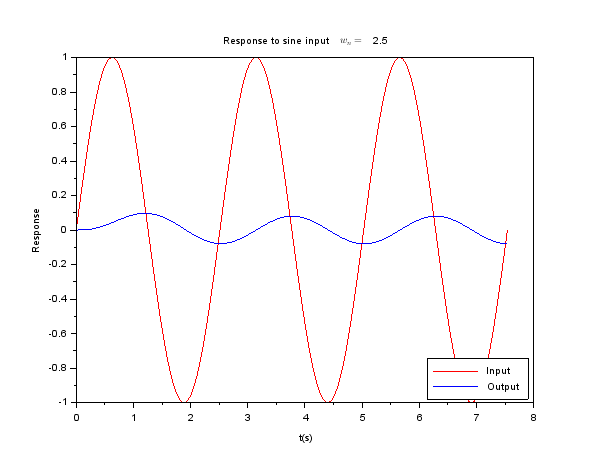 Response to sine input wₙ = 2.5
1
0.8
0.6
0.4
0.2
0
-0.2
-0.4
-0.6
-0.8
-1
Response
0 1 2 3 4 5 6 7 8
t(s)
Input
Output